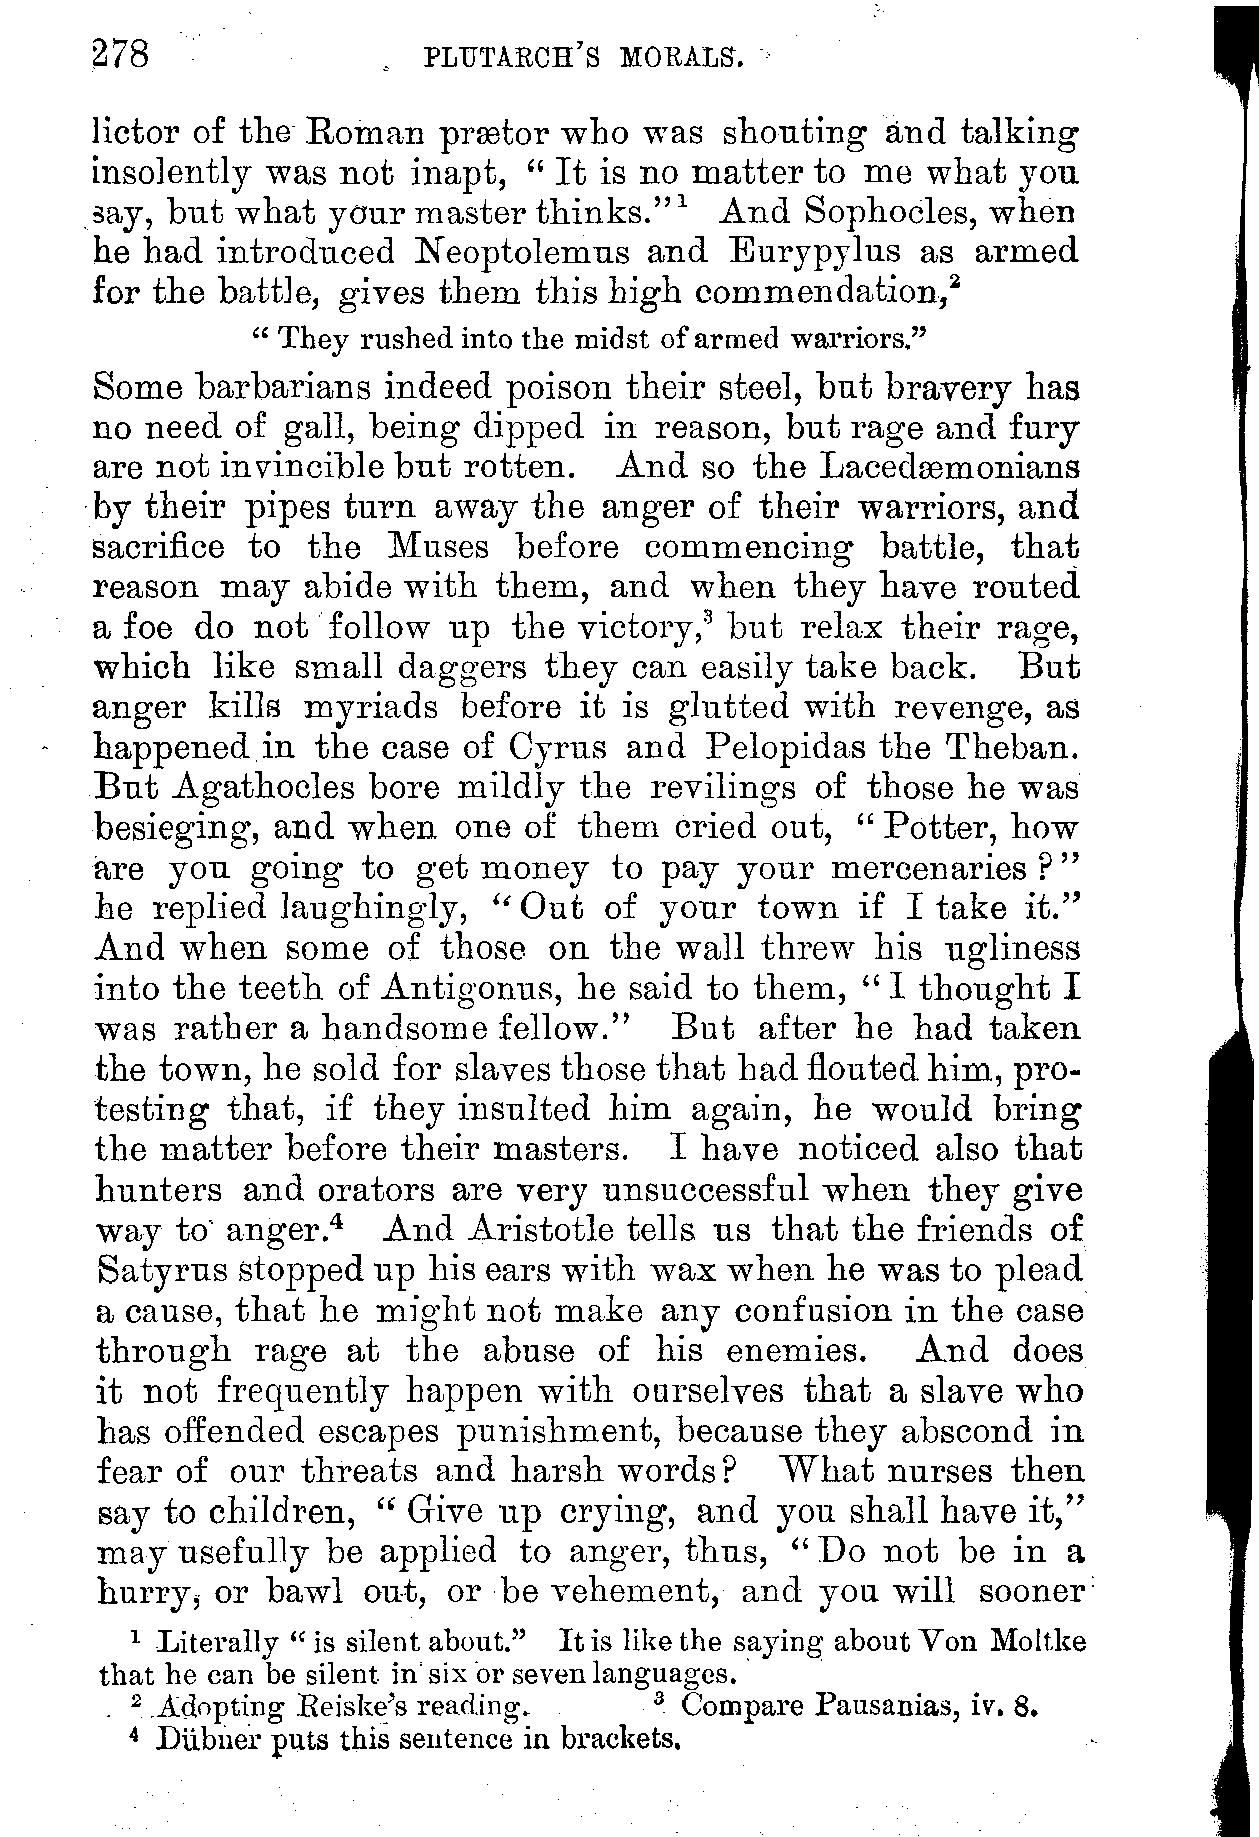 278 PLUTARCH'S MORALS.
lictor of the Roman prætor who was shouting and talking
insolently was not inapt, "It is no matter to me what you
say, but what your master thinks."¹ And Sophocles, when
he had introduced Neoptolemus and Eurypylus as armed
for the battle, gives them this high commendation,²
"They rushed into the midst of armed warriors."
Some barbarians indeed poison their steel, but bravery has
no need of gall, being dipped in reason, but rage and fury
are not invincible but rotten. And so the Lacedæmonians
by their pipes turn away the anger of their warriors, and
sacrifice to the Muses before commencing battle, that
reason may abide with them, and when they have routed
a foe do not follow up the victory,³ but relax their rage,
which like small daggers they can easily take back. But
anger kills myriads before it is glutted with revenge, as
happened in the case of Cyrus and Pelopidas the Theban.
But Agathocles bore mildly the revilings of those he was
besieging, and when one of them cried out, "Potter, how
are you going to get money to pay your mercenaries?"
he replied laughingly, "Out of your town if I take it."
And when some of those on the wall threw his ugliness
into the teeth of Antigonus, he said to them, "I thought I
was rather a handsome fellow." But after he had taken
the town, he sold for slaves those that had flouted him, pro-
testing that, if they insulted him again, he would bring
the matter before their masters. I have noticed also that
hunters and orators are very unsuccessful when they give
way to anger.⁴ And Aristotle tells us that the friends of
Satyrus stopped up his ears with wax when he was to plead
a cause, that he might not make any confusion in the case
through rage at the abuse of his enemies. And does
it not frequently happen with ourselves that a slave who
has offended escapes punishment, because they abscond in
fear of our threats and harsh words? What nurses then
say to children, "Give up crying, and you shall have it,"
may usefully be applied to anger, thus, "Do not be in a
hurry, or bawl out, or be vehement, and you will sooner
¹ Literally "is silent about." It is like the saying about Von Moltke
that he can be silent in six or seven languages.
² Adopting Reiske's reading. ³ Compare Pausanias, iv. 8.
⁴ Dübner puts this sentence in brackets.